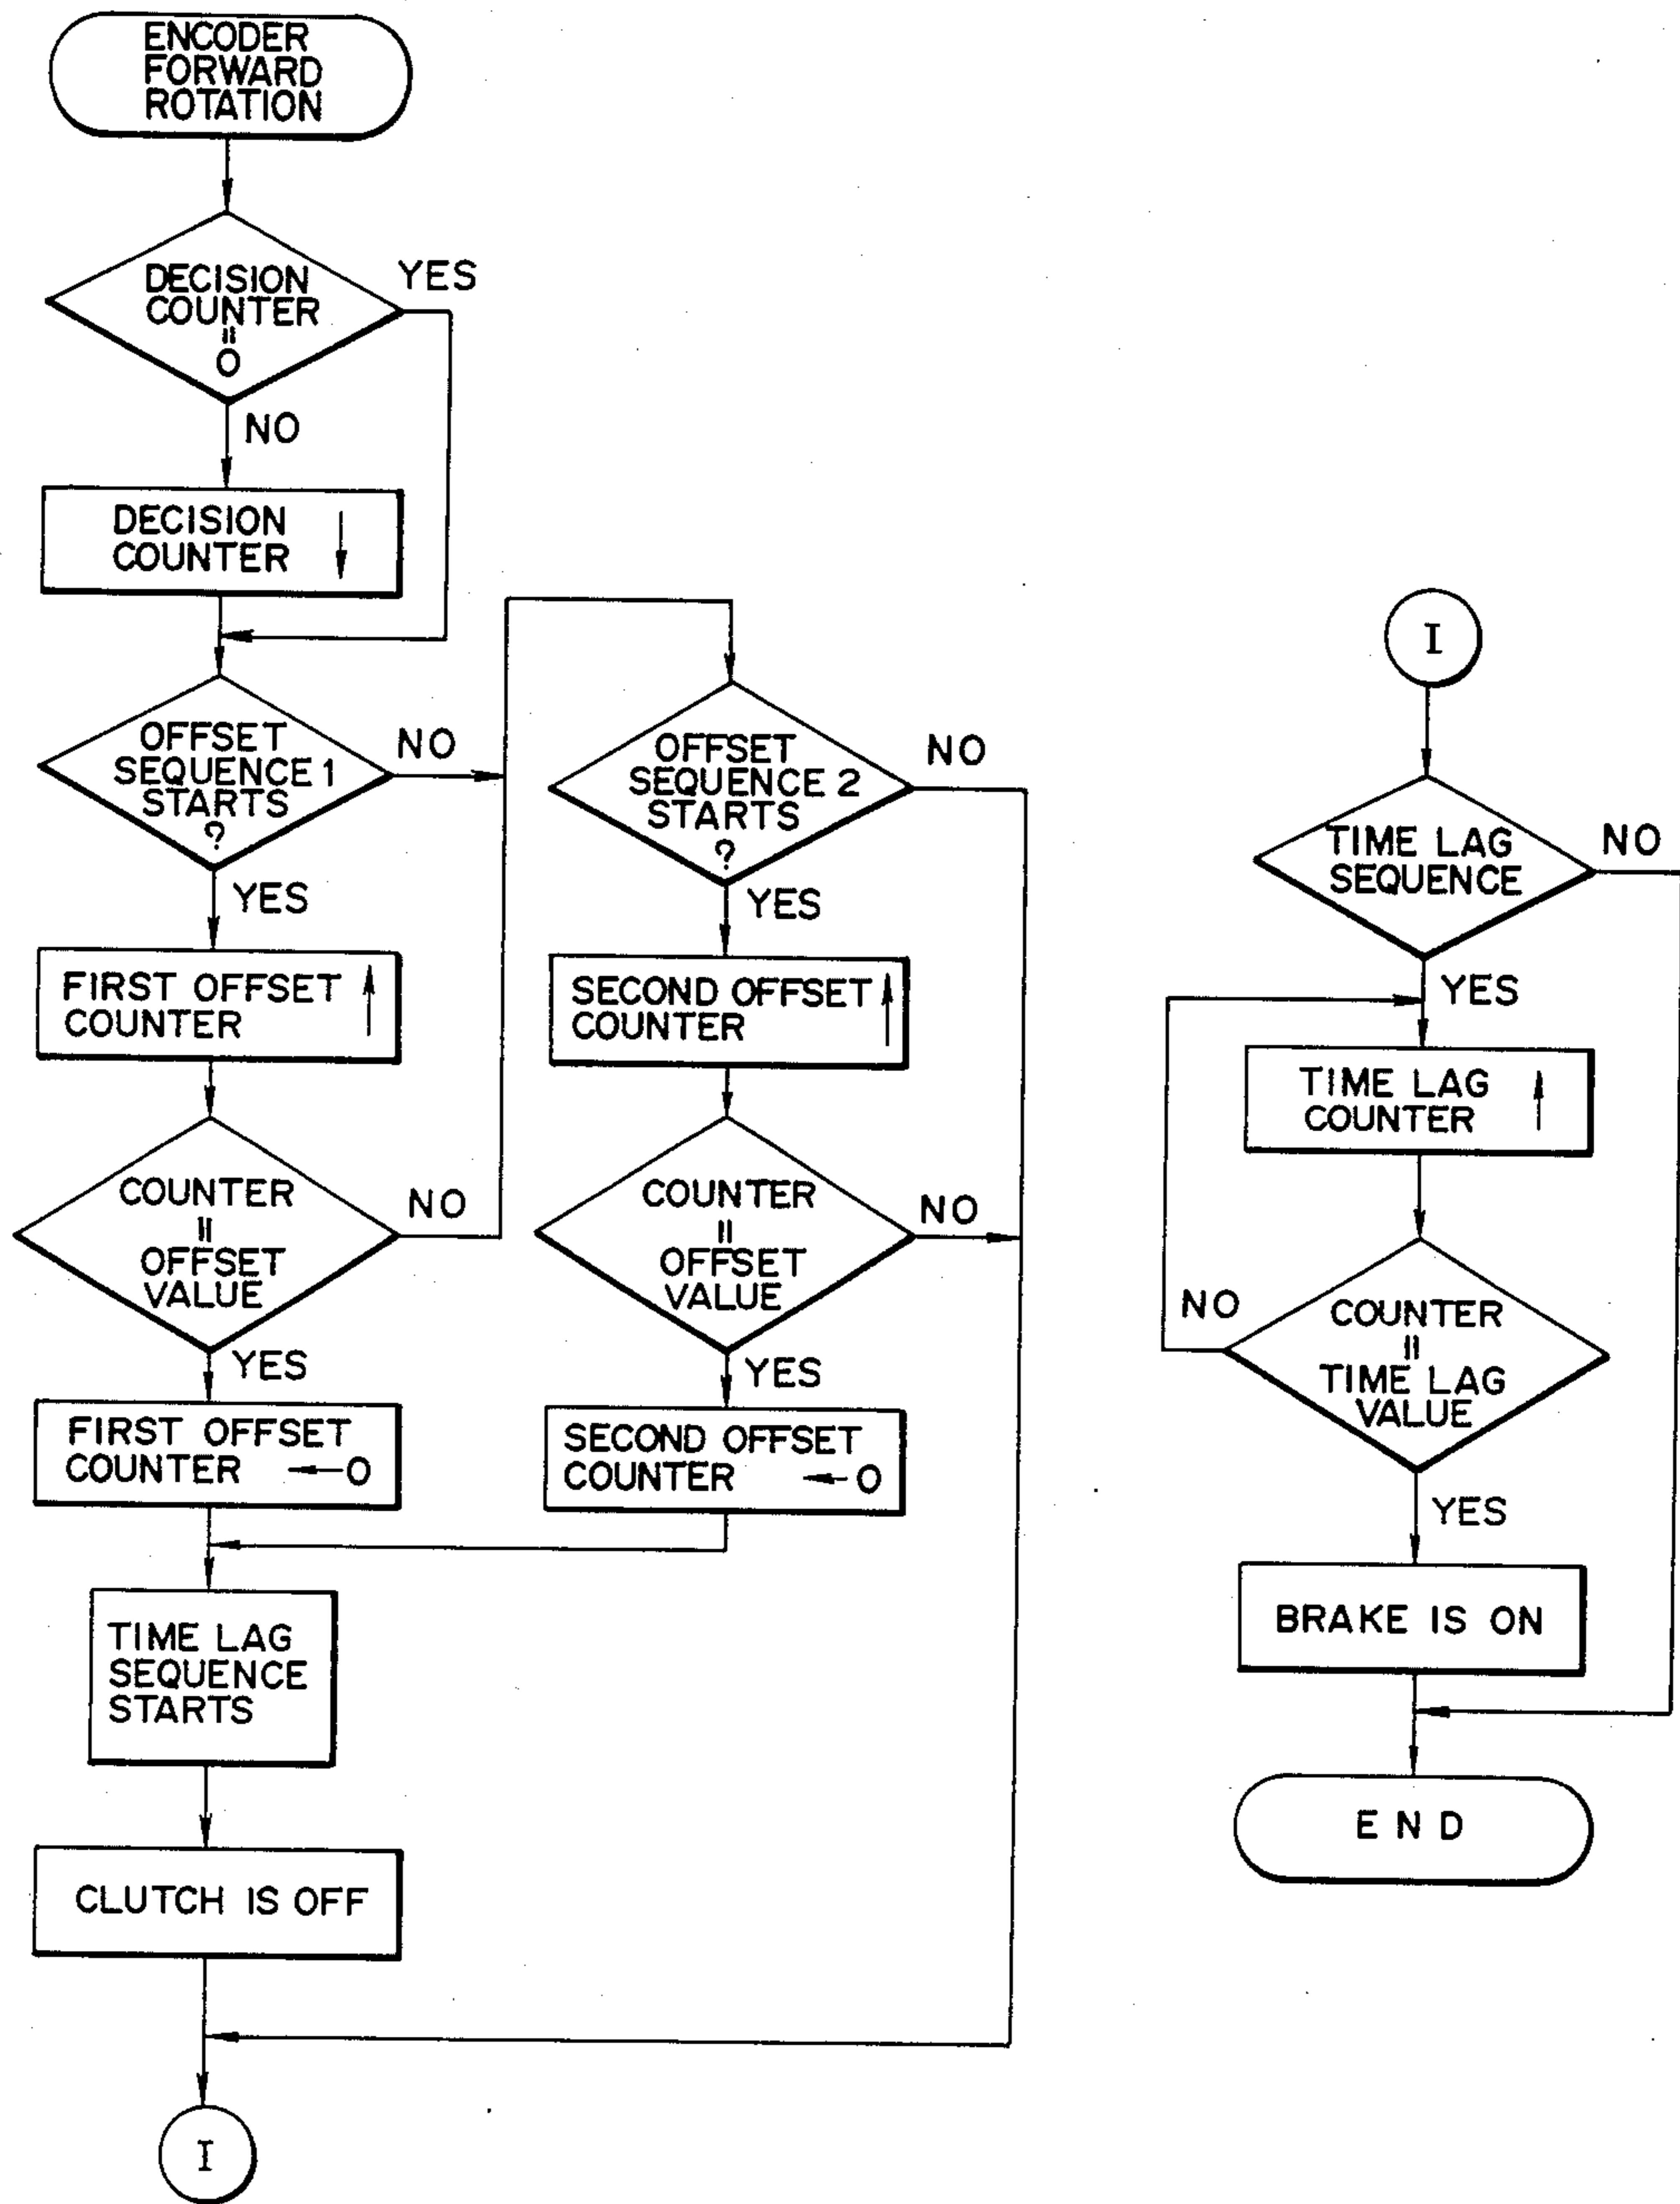 ENCODER
FORWARD
ROTATION
DECISION
COUNTER
=
0
YES
NO
DECISION
COUNTER ↓
OFFSET
SEQUENCE 1
STARTS
?
NO
YES
FIRST OFFSET
COUNTER ↑
COUNTER
=
OFFSET
VALUE
NO
YES
FIRST OFFSET
COUNTER ←0
TIME LAG
SEQUENCE
STARTS
CLUTCH IS OFF
I
OFFSET
SEQUENCE 2
STARTS
?
NO
YES
SECOND OFFSET
COUNTER ↑
COUNTER
=
OFFSET
VALUE
NO
YES
SECOND OFFSET
COUNTER ←0
I
TIME LAG
SEQUENCE
NO
YES
TIME LAG
COUNTER ↑
COUNTER
=
TIME LAG
VALUE
NO
YES
BRAKE IS ON
END